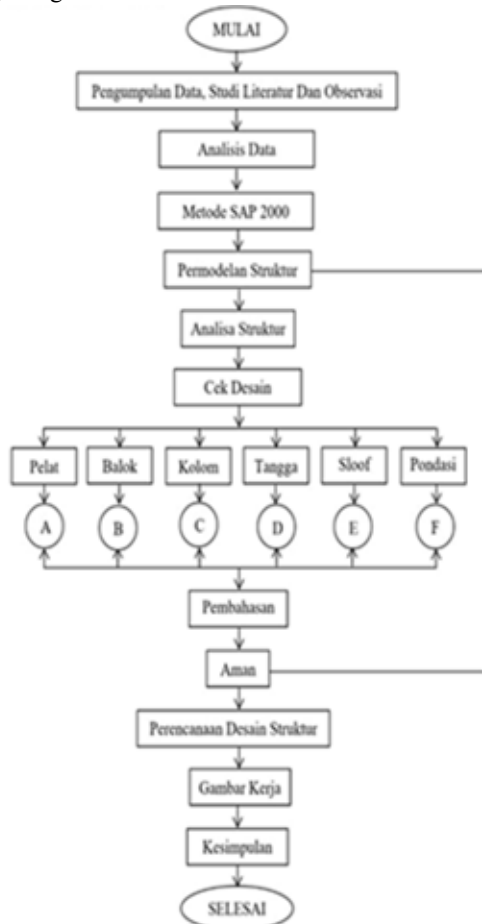 MULAI
Pengumpulan Data, Studi Literatur Dan Observasi
Analisis Data
Metode SAP 2000
Permodelan Struktur
Analisa Struktur
Cek Desain
Pelat Balok Kolom Tangga Sloof Pondasi
A B C D E F
Pembahasan
Aman
Perencanaan Desain Struktur
Gambar Kerja
Kesimpulan
SELESAI